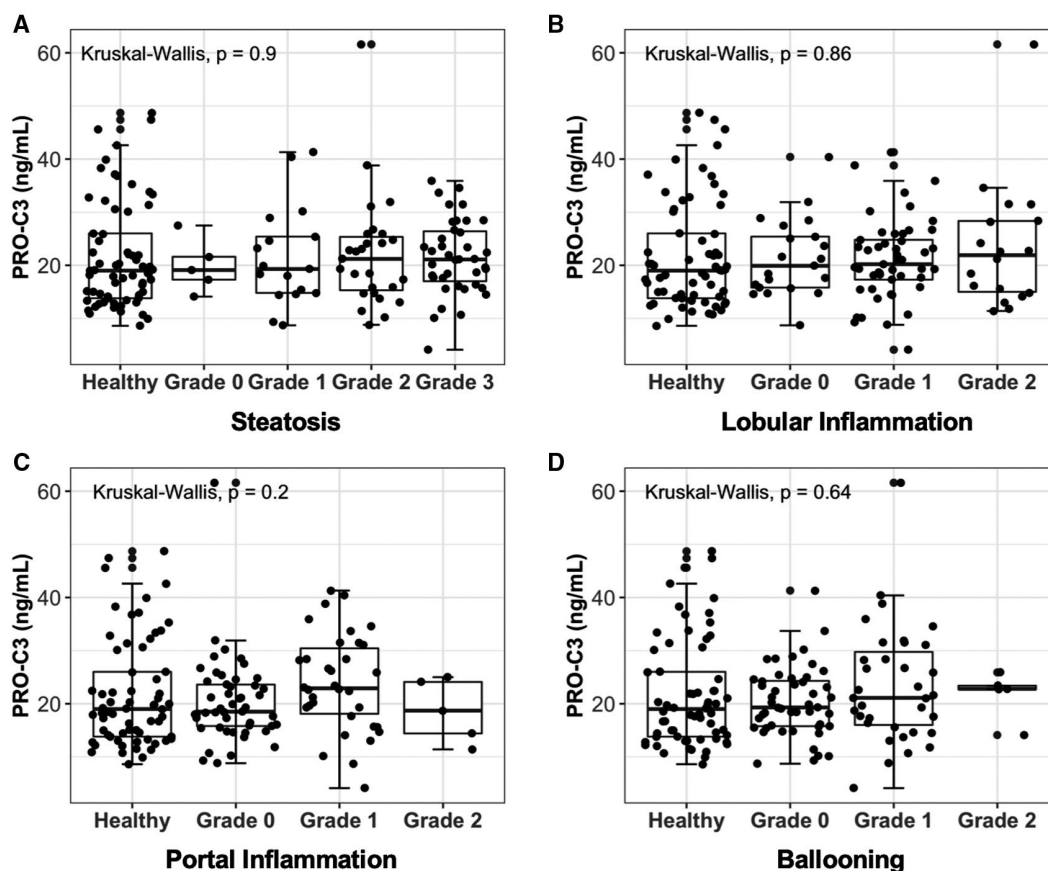 A
PRO-C3 (ng/mL)
60
40
20
Kruskal-Wallis, p = 0.9
Healthy Grade 0 Grade 1 Grade 2 Grade 3
Steatosis
B
PRO-C3 (ng/mL)
60
40
20
Kruskal-Wallis, p = 0.86
Healthy Grade 0 Grade 1 Grade 2
Lobular Inflammation
C
PRO-C3 (ng/mL)
60
40
20
Kruskal-Wallis, p = 0.2
Healthy Grade 0 Grade 1 Grade 2
Portal Inflammation
D
PRO-C3 (ng/mL)
60
40
20
Kruskal-Wallis, p = 0.64
Healthy Grade 0 Grade 1 Grade 2
Ballooning